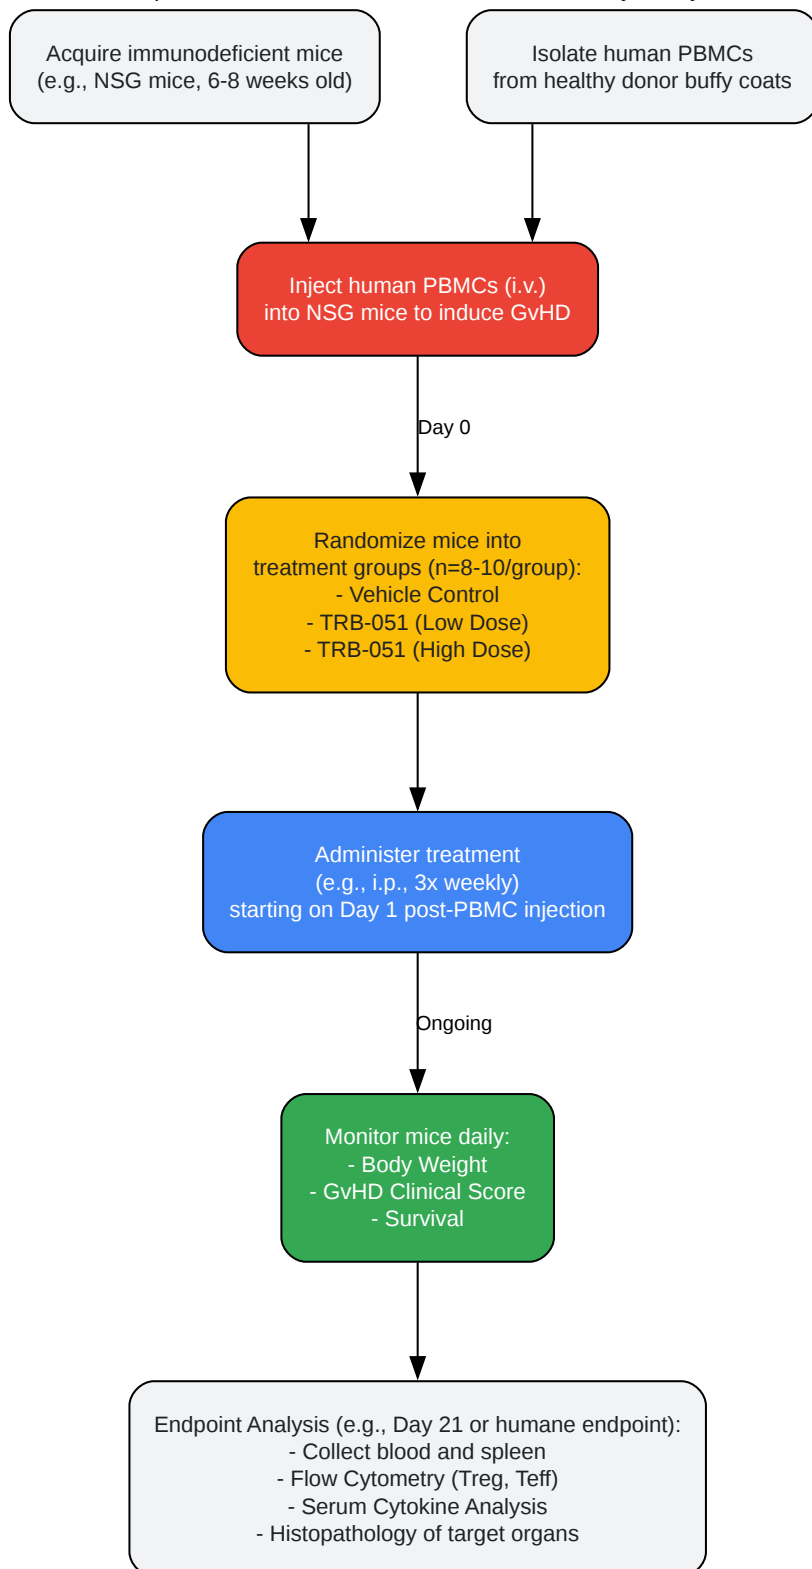 Acquire immunodeficient mice
(e.g., NSG mice, 6-8 weeks old)
Isolate human PBMCs
from healthy donor buffy coats
Inject human PBMCs (i.v.)
into NSG mice to induce GvHD
Day 0
Randomize mice into
treatment groups (n=8-10/group):
- Vehicle Control
- TRB-051 (Low Dose)
- TRB-051 (High Dose)
Administer treatment
(e.g., i.p., 3x weekly)
starting on Day 1 post-PBMC injection
Ongoing
Monitor mice daily:
- Body Weight
- GvHD Clinical Score
- Survival
Endpoint Analysis (e.g., Day 21 or humane endpoint):
- Collect blood and spleen
- Flow Cytometry (Treg, Teff)
- Serum Cytokine Analysis
- Histopathology of target organs